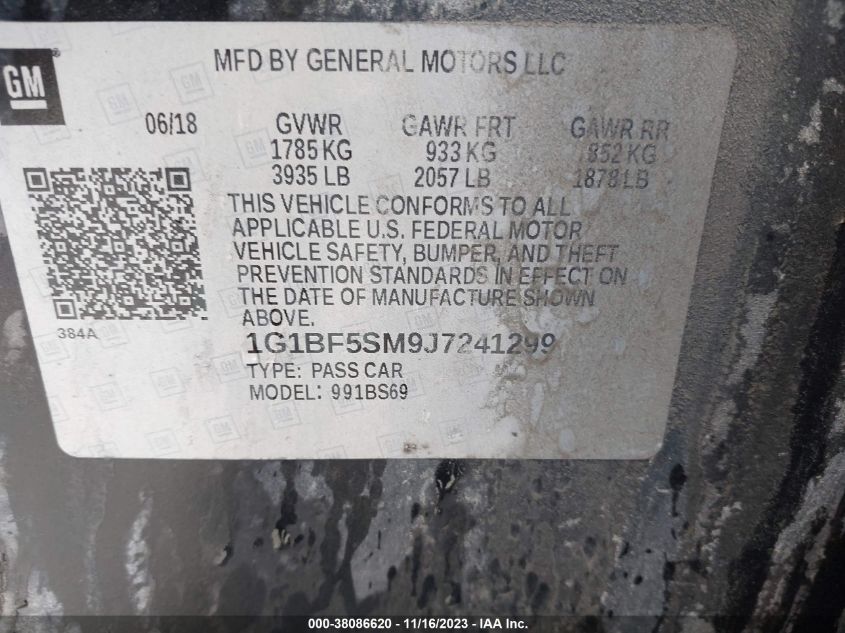 GM
MFD BY GENERAL MOTORS LLC
06/18 GVWR GAWR FRT GAWR RR
1785 KG 933 KG 852 KG
3935 LB 2057 LB 1878 LB
THIS VEHICLE CONFORMS TO ALL
APPLICABLE U.S. FEDERAL MOTOR
VEHICLE SAFETY, BUMPER, AND THEFT
PREVENTION STANDARDS IN EFFECT ON
THE DATE OF MANUFACTURE SHOWN
ABOVE.
384A
1G1BF5SM9J7241299
TYPE: PASS CAR
MODEL: 991BS69
000-38086620 - 11/16/2023 - IAA, Inc.